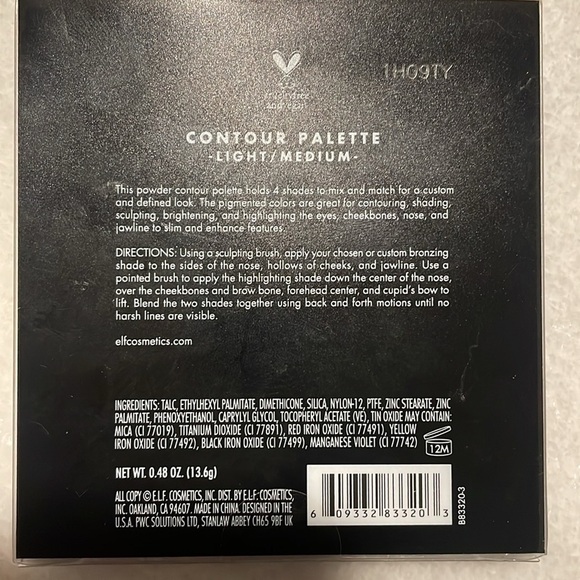 1H09TY
cruelty free
and vegan
CONTOUR PALETTE
-LIGHT/MEDIUM-
This powder contour palette holds 4 shades to mix and match for a custom
and defined look. The pigmented colors are great for contouring, shading,
sculpting, brightening, and highlighting the eyes, cheekbones, nose, and
jawline to slim and enhance features.
DIRECTIONS: Using a sculpting brush, apply your chosen or custom bronzing
shade to the sides of the nose, hollows of cheeks, and jawline. Use a
pointed brush to apply the highlighting shade down the center of the nose,
over the cheekbones and brow bone, forehead center, and cupid's bow to
lift. Blend the two shades together using back and forth motions until no
harsh lines are visible.
elfcosmetics.com
INGREDIENTS: TALC, ETHYLHEXYL PALMITATE, DIMETHICONE, SILICA, NYLON-12, PTFE, ZINC STEARATE, ZINC
PALMITATE, PHENOXYETHANOL, CAPRYLYL GLYCOL, TOCOPHERYL ACETATE, TIN OXIDE MAY CONTAIN:
MICA (CI 77019), TITANIUM DIOXIDE (CI 77891), RED IRON OXIDE (CI 77491), YELLOW
IRON OXIDE (CI 77492), BLACK IRON OXIDE (CI 77499), MANGANESE VIOLET (CI 77742)
12M
NET WT. 0.48 OZ. (13.6g)
ALL COPY © E.L.F. COSMETICS, INC. DIST. BY E.L.F. COSMETICS,
INC. OAKLAND, CA 94607. MADE IN CHINA. DESIGNED IN THE
U.S.A. PWC SOLUTIONS LTD, STANLAW ABBEY CH65 9BF UK
6 09332 83320 3
B83320-3